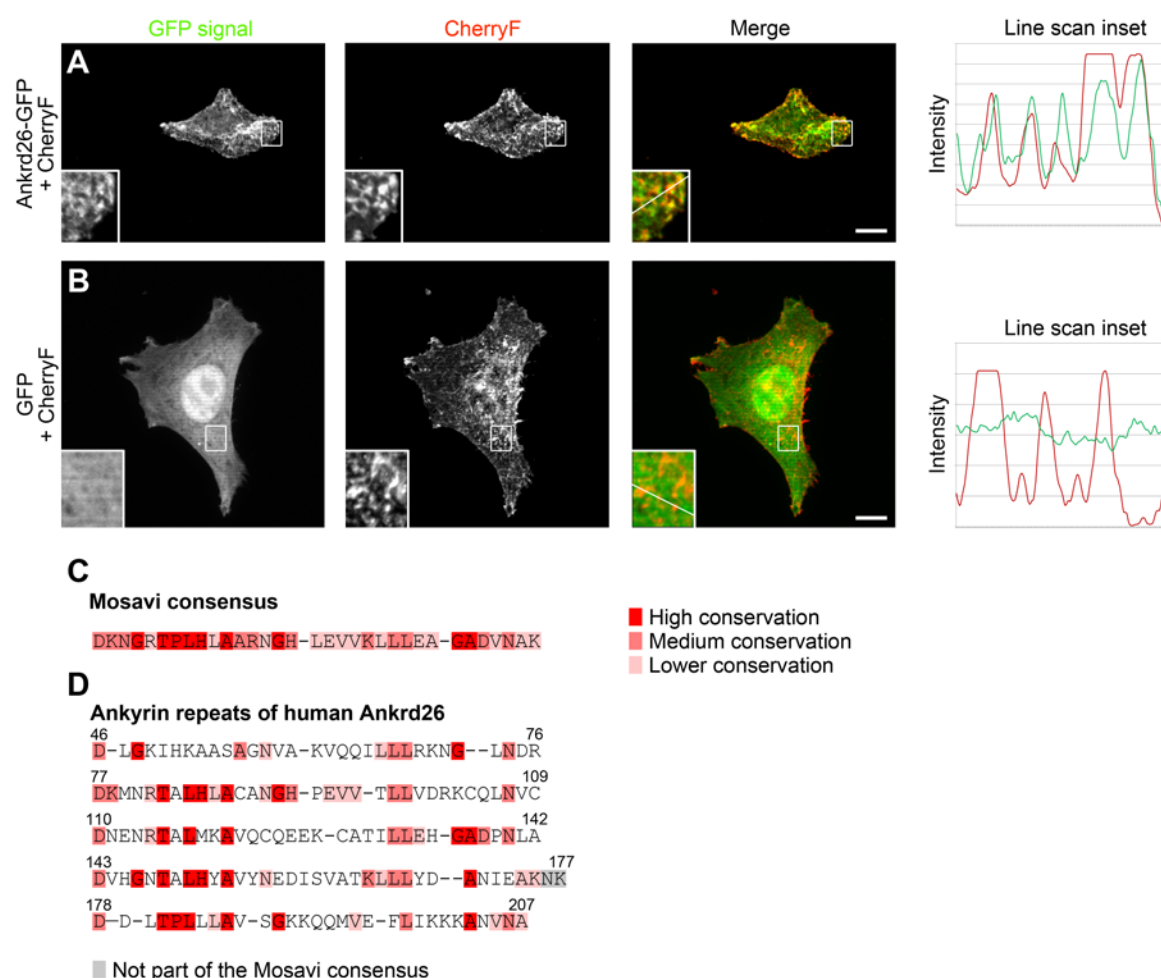 GFP signal CherryF Merge Line scan inset
A
Ankrd26-GFP
+ CherryF
Intensity
B
GFP
+ CherryF
Line scan inset
Intensity
C
Mosavi consensus
DKNGRTPLHLAARNGH-LEVVKLLLEA-GADVNAK
High conservation
Medium conservation
Lower conservation
D
Ankyrin repeats of human Ankrd26
46 76
D-LGKIHKAASAGNVA-KVQQILLLRKNG--LNDR
77 109
DKMNRTALHLACANGH-PEVV-TLLVDRKCQLNVC
110 142
DNENRTALMKAVQCQEEK-CATILLEH-GADPNLA
143 177
DVHGNTALHYAVYNEDISVATKLLLYD--ANIEAKNK
178 207
D-D-LTPLLLAV-SGKKQQMVE-FLIKKKANVNA
Not part of the Mosavi consensus